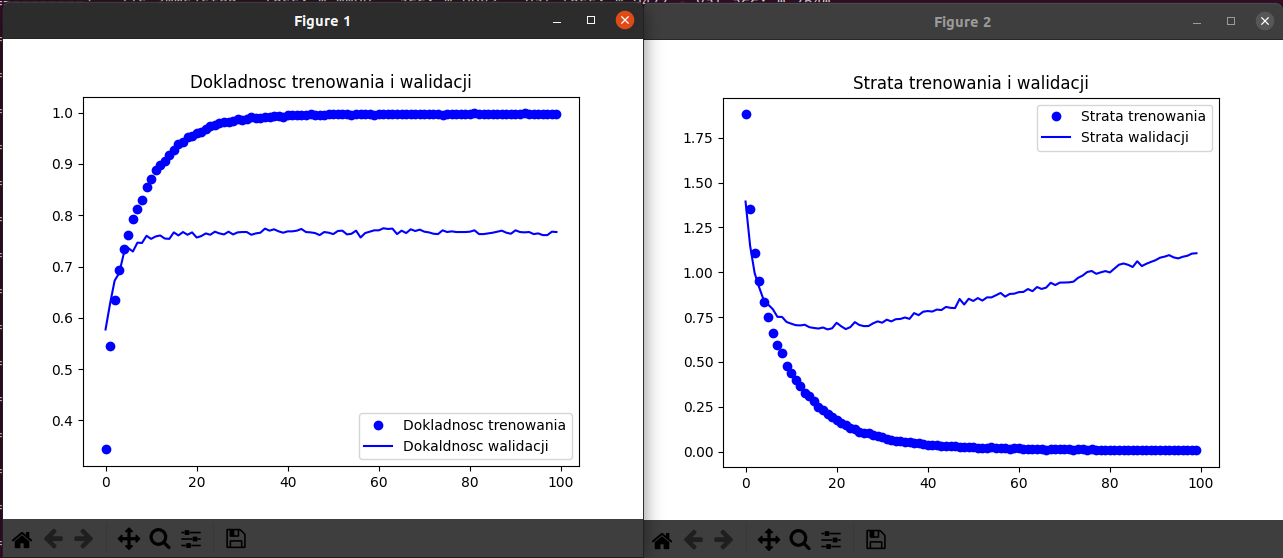 Figure 1
Dokladnosc trenowania i walidacji
1.0
0.9
0.8
0.7
0.6
0.5
0.4
Dokladnosc trenowania
Dokaldnosc walidacji
0 20 40 60 80 100
Figure 2
Strata trenowania i walidacji
Strata trenowania
Strata walidacji
1.75
1.50
1.25
1.00
0.75
0.50
0.25
0.00
0 20 40 60 80 100